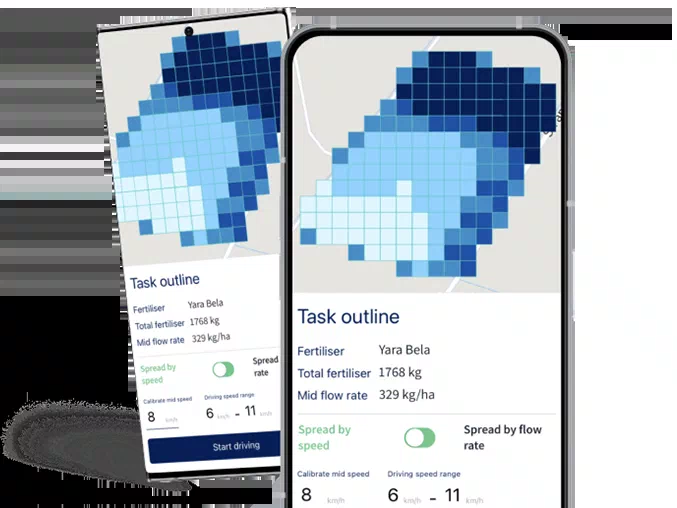 Task outline
Fertiliser Yara Bela
Total fertiliser 1768 kg
Mid flow rate 329 kg/ha
Spread by
speed
Spread
rate
Calibrate mid speed Driving speed range
8 km/h 6 km/h - 11 km/h
Start driving
Task outline
Fertiliser Yara Bela
Total fertiliser 1768 kg
Mid flow rate 329 kg/ha
Spread by
speed
Spread by flow
rate
Calibrate mid speed Driving speed range
8 km/h 6 km/h - 11 km/h